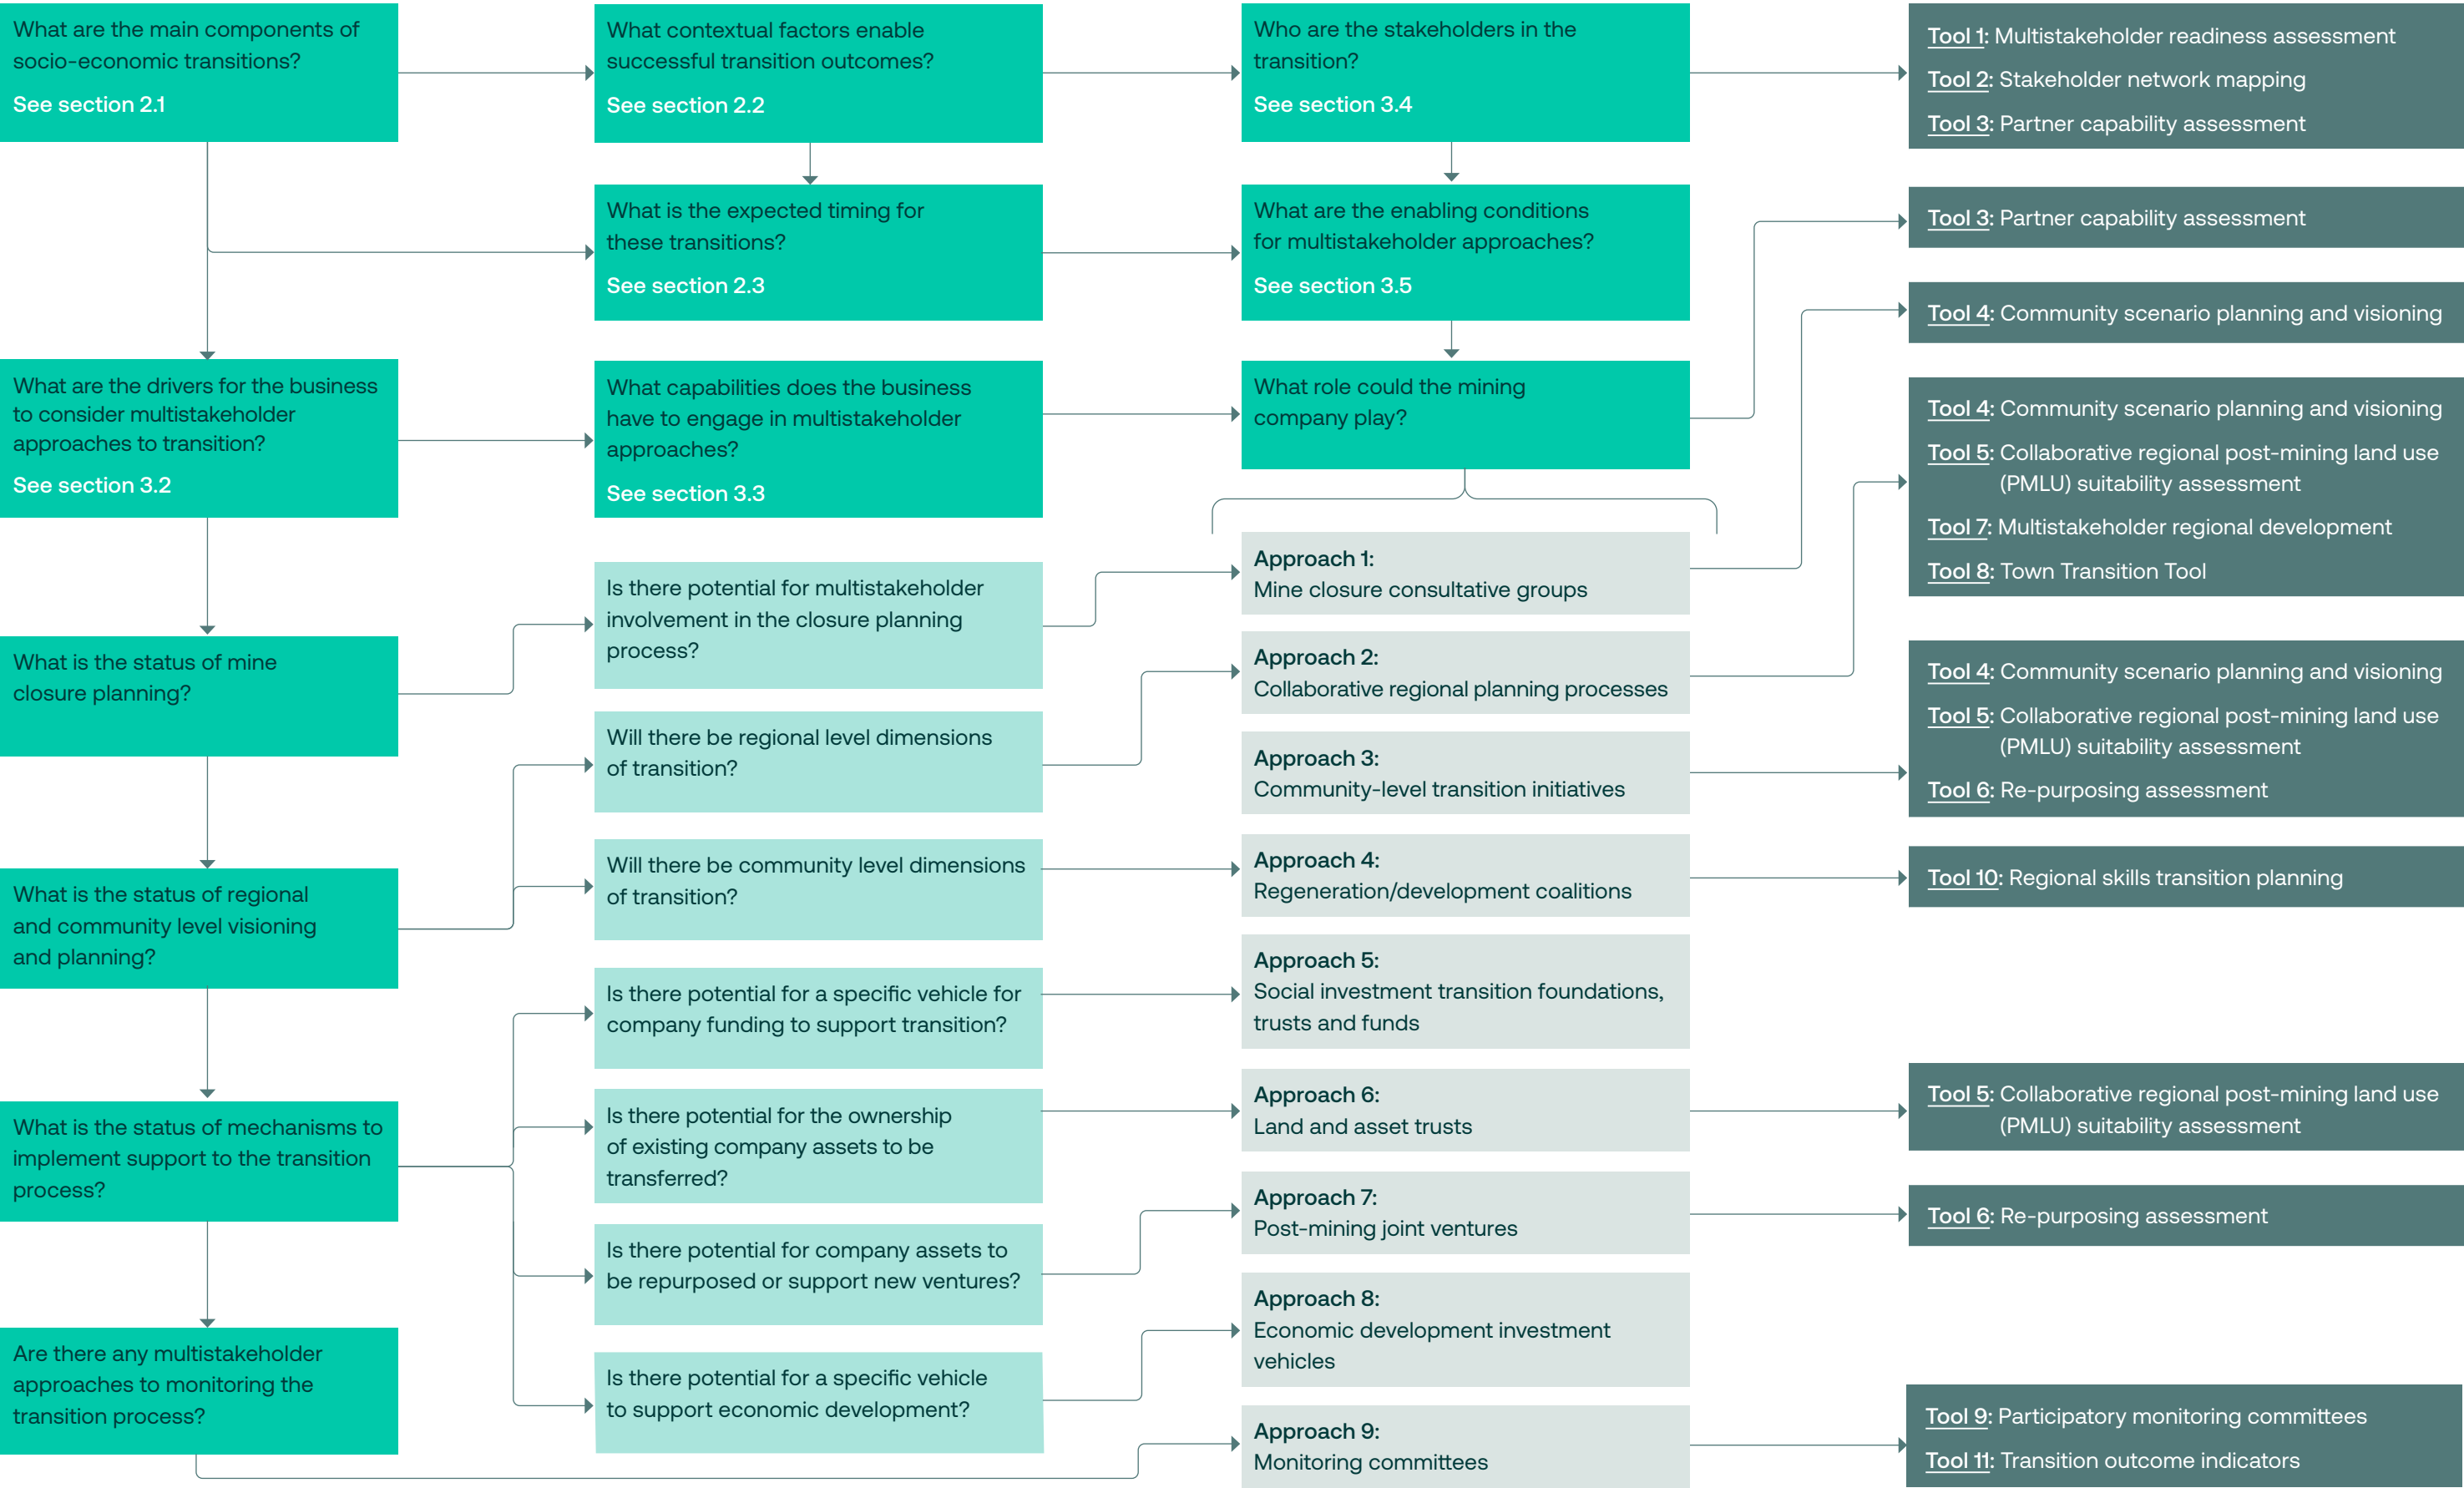 What are the main components of
socio-economic transitions?
See section 2.1
What contextual factors enable
successful transition outcomes?
See section 2.2
Who are the stakeholders in the
transition?
See section 3.4
Tool 1: Multistakeholder readiness assessment
Tool 2: Stakeholder network mapping
Tool 3: Partner capability assessment
What is the expected timing for
these transitions?
See section 2.3
What are the enabling conditions
for multistakeholder approaches?
See section 3.5
Tool 3: Partner capability assessment
Tool 4: Community scenario planning and visioning
What are the drivers for the business
to consider multistakeholder
approaches to transition?
See section 3.2
What capabilities does the business
have to engage in multistakeholder
approaches?
See section 3.3
What role could the mining
company play?
Tool 4: Community scenario planning and visioning
Tool 5: Collaborative regional post-mining land use
(PMLU) suitability assessment
Tool 7: Multistakeholder regional development
Tool 8: Town Transition Tool
What is the status of mine
closure planning?
Is there potential for multistakeholder
involvement in the closure planning
process?
Approach 1:
Mine closure consultative groups
Will there be regional level dimensions
of transition?
Approach 2:
Collaborative regional planning processes
Approach 3:
Community-level transition initiatives
Tool 4: Community scenario planning and visioning
Tool 5: Collaborative regional post-mining land use
(PMLU) suitability assessment
Tool 6: Re-purposing assessment
What is the status of regional
and community level visioning
and planning?
Will there be community level dimensions
of transition?
Approach 4:
Regeneration/development coalitions
Tool 10: Regional skills transition planning
Is there potential for a specific vehicle for
company funding to support transition?
Approach 5:
Social investment transition foundations,
trusts and funds
What is the status of mechanisms to
implement support to the transition
process?
Is there potential for the ownership
of existing company assets to be
transferred?
Approach 6:
Land and asset trusts
Tool 5: Collaborative regional post-mining land use
(PMLU) suitability assessment
Is there potential for company assets to
be repurposed or support new ventures?
Approach 7:
Post-mining joint ventures
Tool 6: Re-purposing assessment
Are there any multistakeholder
approaches to monitoring the
transition process?
Is there potential for a specific vehicle
to support economic development?
Approach 8:
Economic development investment
vehicles
Approach 9:
Monitoring committees
Tool 9: Participatory monitoring committees
Tool 11: Transition outcome indicators